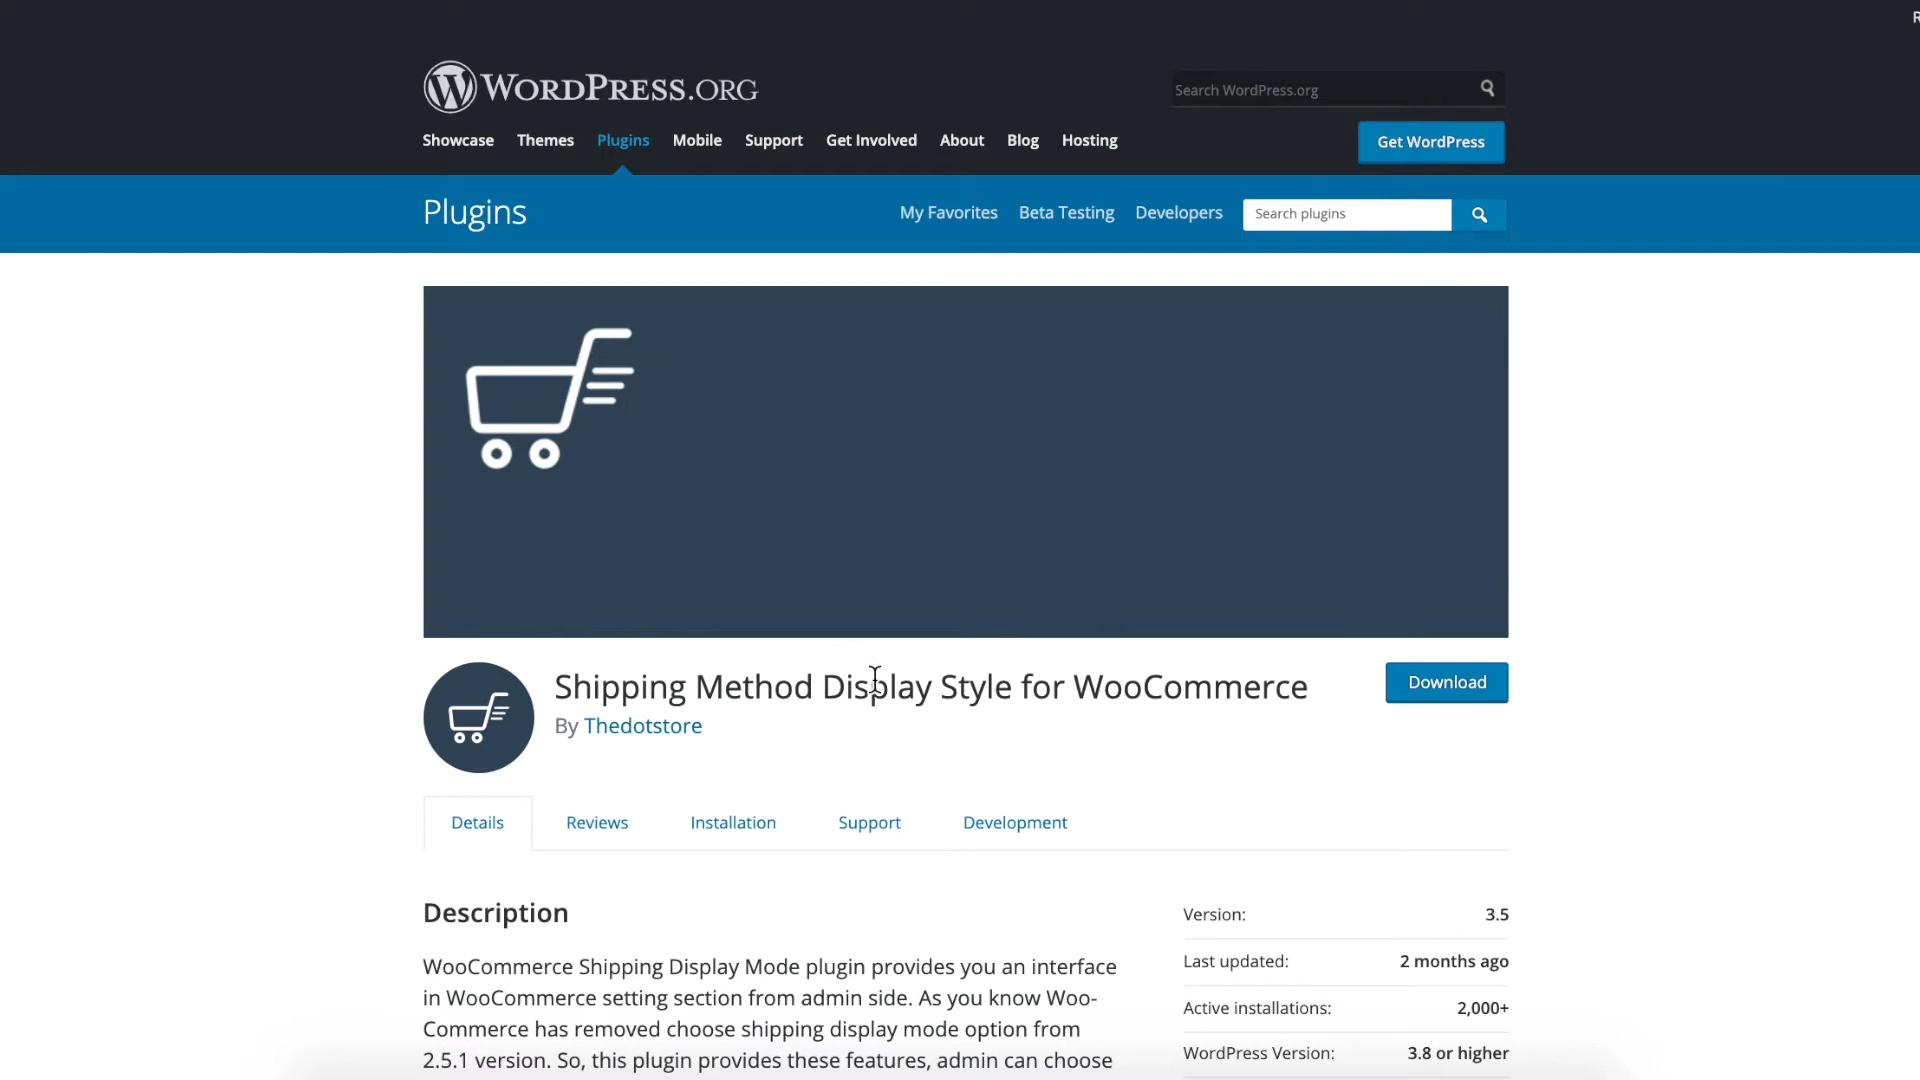 R
WORDPRESS.ORG
Search WordPress.org
Showcase Themes Plugins Mobile Support Get Involved About Blog Hosting
Get WordPress
Plugins
My Favorites Beta Testing Developers
Search plugins
Shipping Method Display Style for WooCommerce
Download
By Thedotstore
Details Reviews Installation Support Development
Description
WooCommerce Shipping Display Mode plugin provides you an interface
in WooCommerce setting section from admin side. As you know Woo-
Commerce has removed choose shipping display mode option from
2.5.1 version. So, this plugin provides these features, admin can choose
Version: 3.5
Last updated: 2 months ago
Active installations: 2,000+
WordPress Version: 3.8 or higher